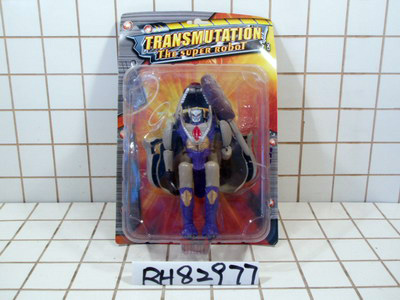 TRANSMUTATION
The Super Robot
RH82977